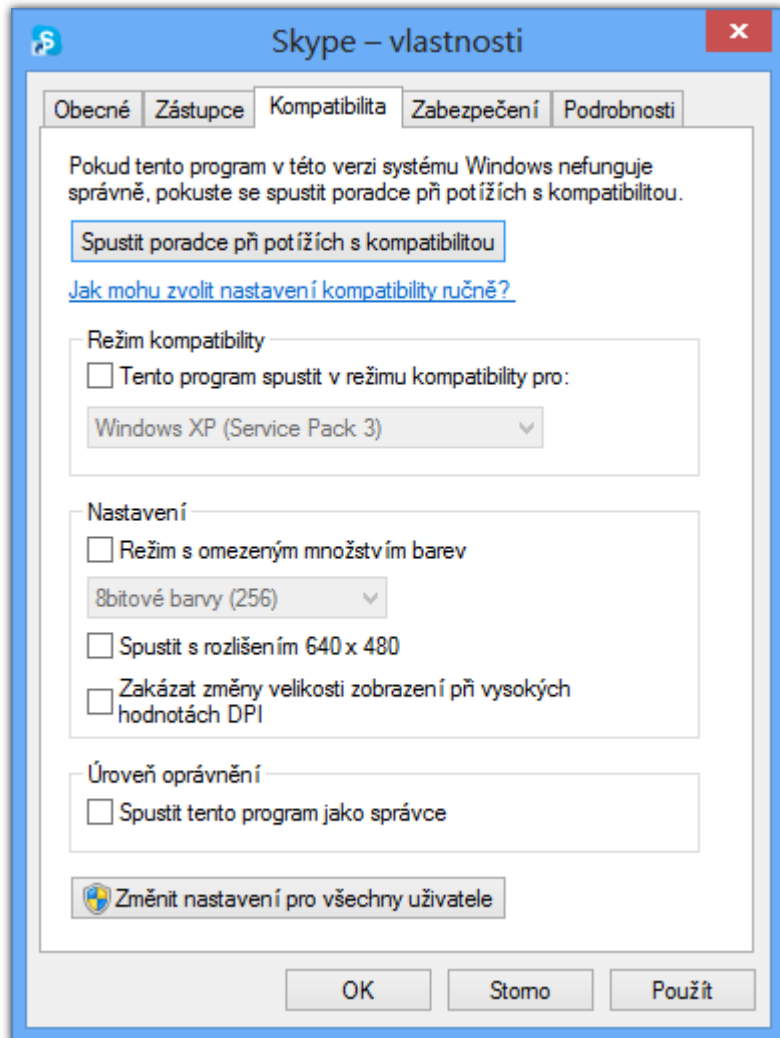 Skype – vlastnosti
Obecné Zástupce Kompatibilita Zabezpečení Podrobnosti
Pokud tento program v této verzi systému Windows nefunguje
správně, pokuste se spustit poradce při potížích s kompatibilitou.
Spustit poradce při potížích s kompatibilitou
Jak mohu zvolit nastavení kompatibility ručně?
Režim kompatibility
Tento program spustit v režimu kompatibility pro:
Windows XP (Service Pack 3)
Nastavení
Režim s omezeným množstvím barev
8bitové barvy (256)
Spustit s rozlišením 640 x 480
Zakázat změny velikosti zobrazení při vysokých
hodnotách DPI
Úroveň oprávnění
Spustit tento program jako správce
Změnit nastavení pro všechny uživatele
OK Storno Použít